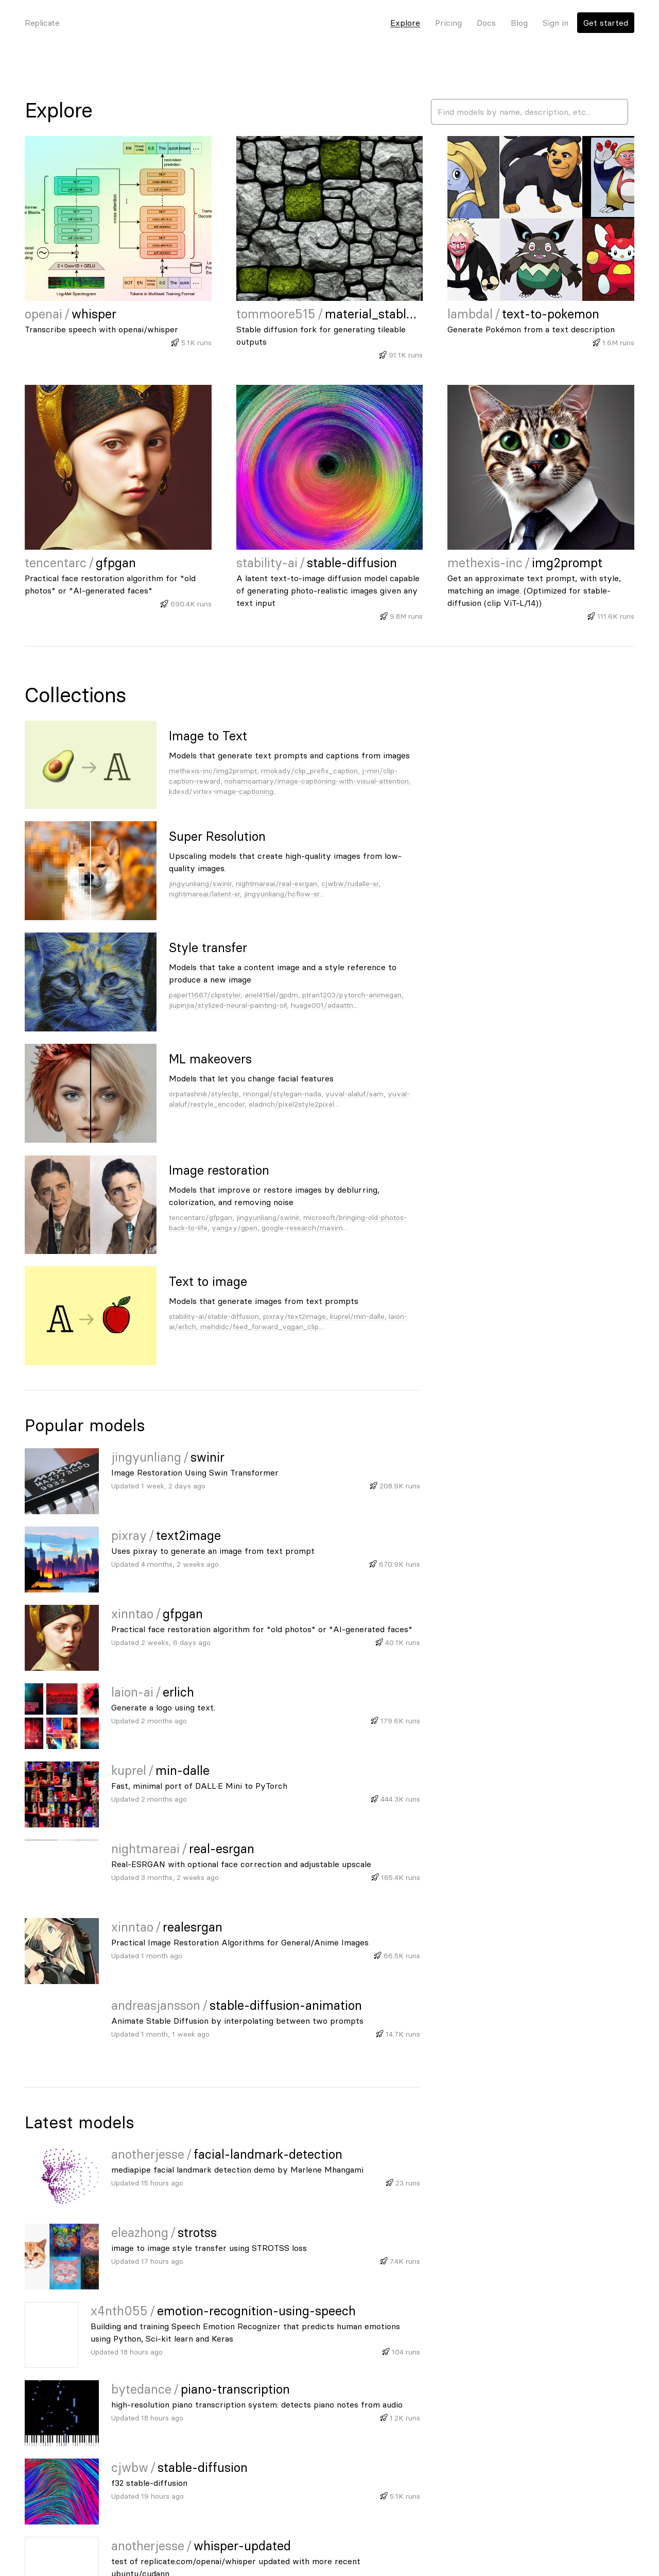 Replicate
Explore
Pricing
Docs
Blog
Sign in
Get started
Explore
Find models by name, description, etc...
openai / whisper
Transcribe speech with openai/whisper
5.1K runs
tommoore515 / material_stabl...
Stable diffusion fork for generating tileable
outputs
91.1K runs
lambdal / text-to-pokemon
Generate Pokémon from a text description
1.6M runs
tencentarc / gfpgan
Practical face restoration algorithm for *old
photos* or *AI-generated faces*
690.4K runs
stability-ai / stable-diffusion
A latent text-to-image diffusion model capable
of generating photo-realistic images given any
text input
9.8M runs
methexis-inc / img2prompt
Get an approximate text prompt, with style,
matching an image. (Optimized for stable-
diffusion (clip ViT-L/14))
111.6K runs
Collections
Image to Text
Models that generate text prompts and captions from images
methexis-inc/img2prompt, rmokady/clip_prefix_caption, j-min/clip-
caption-reward, nohamoamary/image-captioning-with-visual-attention,
kdexd/virtex-image-captioning...
Super Resolution
Upscaling models that create high-quality images from low-
quality images.
jingyunliang/swinir, nightmareai/real-esrgan, cjwbw/rudalle-sr,
nightmareai/latent-sr, jingyunliang/hcflow-sr...
Style transfer
Models that take a content image and a style reference to
produce a new image
paper11667/clipstyler, ariel415el/gpdm, ptran1203/pytorch-animegan,
jiupinjia/stylized-neural-painting-oil, huage001/adaattn...
ML makeovers
Models that let you change facial features
orpatashnik/styleclip, rinongal/stylegan-nada, yuval-alaluf/sam, yuval-
alaluf/restyle_encoder, eladrich/pixel2style2pixel...
Image restoration
Models that improve or restore images by deblurring,
colorization, and removing noise
tencentarc/gfpgan, jingyunliang/swinir, microsoft/bringing-old-photos-
back-to-life, yangxy/gpen, google-research/maxim...
Text to image
Models that generate images from text prompts
stability-ai/stable-diffusion, pixray/text2image, kuprel/min-dalle, laion-
ai/erlich, mehdidc/feed_forward_vqgan_clip...
Popular models
jingyunliang / swinir
Image Restoration Using Swin Transformer
Updated 1 week, 2 days ago
208.9K runs
pixray / text2image
Uses pixray to generate an image from text prompt
Updated 4 months, 2 weeks ago
670.9K runs
xinntao / gfpgan
Practical face restoration algorithm for *old photos* or *AI-generated faces*
Updated 2 weeks, 6 days ago
40.1K runs
laion-ai / erlich
Generate a logo using text.
Updated 2 months ago
179.6K runs
kuprel / min-dalle
Fast, minimal port of DALL·E Mini to PyTorch
Updated 2 months ago
444.3K runs
nightmareai / real-esrgan
Real-ESRGAN with optional face correction and adjustable upscale
Updated 3 months, 2 weeks ago
165.4K runs
xinntao / realesrgan
Practical Image Restoration Algorithms for General/Anime Images
Updated 1 month ago
66.5K runs
andreasjansson / stable-diffusion-animation
Animate Stable Diffusion by interpolating between two prompts
Updated 1 month, 1 week ago
14.7K runs
Latest models
anotherjesse / facial-landmark-detection
mediapipe facial landmark detection demo by Marlene Mhangami
Updated 15 hours ago
23 runs
eleazhong / strotss
image to image style transfer using STROTSS loss
Updated 17 hours ago
7.4K runs
x4nth055 / emotion-recognition-using-speech
Building and training Speech Emotion Recognizer that predicts human emotions
using Python, Sci-kit learn and Keras
Updated 18 hours ago
104 runs
bytedance / piano-transcription
high-resolution piano transcription system: detects piano notes from audio
Updated 18 hours ago
1.2K runs
cjwbw / stable-diffusion
f32 stable-diffusion
Updated 19 hours ago
5.1K runs
anotherjesse / whisper-updated
test of replicate.com/openai/whisper updated with more recent
ubuntu/cudann